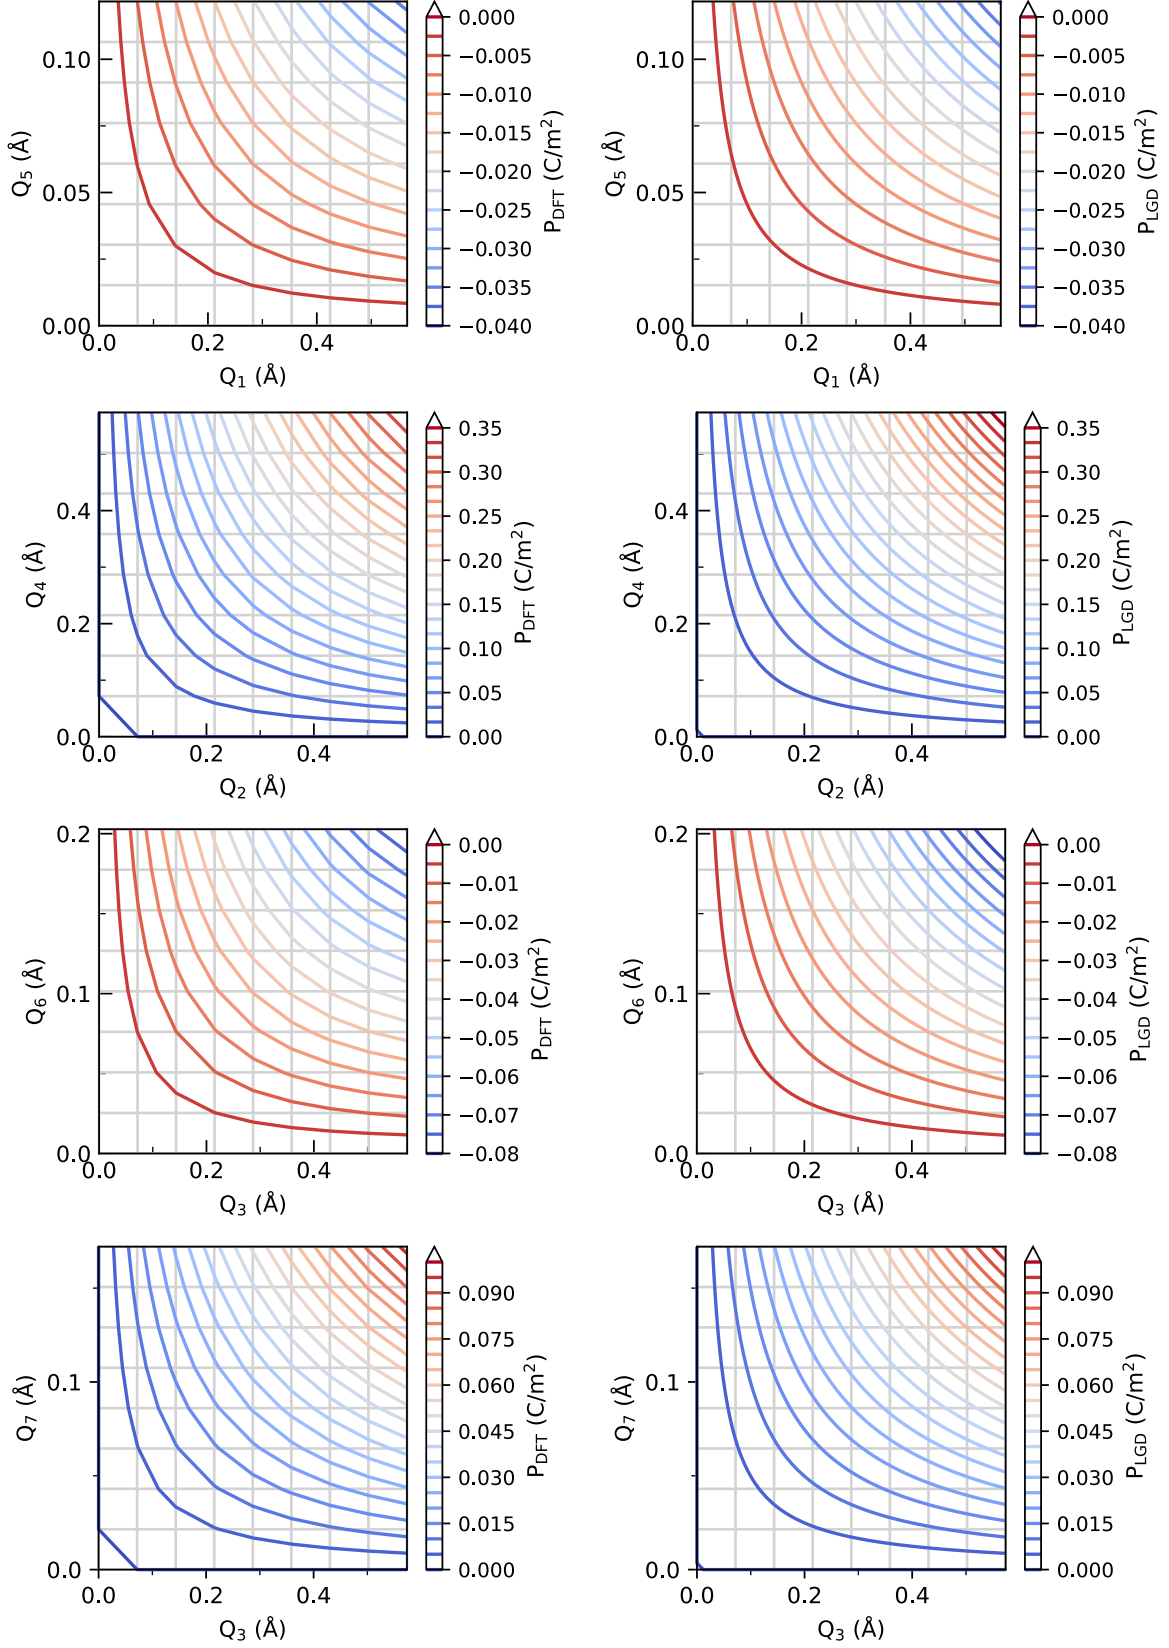 0.10
0.05
0.00
Q5 (Å)
0.0 0.2 0.4
Q1 (Å)
0.000
−0.005
−0.010
−0.015
−0.020
−0.025
−0.030
−0.035
−0.040
PDFT (C/m²)
0.10
0.05
0.00
Q5 (Å)
0.0 0.2 0.4
Q1 (Å)
0.000
−0.005
−0.010
−0.015
−0.020
−0.025
−0.030
−0.035
−0.040
PLGD (C/m²)
0.4
0.2
0.0
Q4 (Å)
0.0 0.2 0.4
Q2 (Å)
0.35
0.30
0.25
0.20
0.15
0.10
0.05
0.00
PDFT (C/m²)
0.4
0.2
0.0
Q4 (Å)
0.0 0.2 0.4
Q2 (Å)
0.35
0.30
0.25
0.20
0.15
0.10
0.05
0.00
PLGD (C/m²)
0.2
0.1
0.0
Q6 (Å)
0.0 0.2 0.4
Q3 (Å)
0.00
−0.01
−0.02
−0.03
−0.04
−0.05
−0.06
−0.07
−0.08
PDFT (C/m²)
0.2
0.1
0.0
Q6 (Å)
0.0 0.2 0.4
Q3 (Å)
0.00
−0.01
−0.02
−0.03
−0.04
−0.05
−0.06
−0.07
−0.08
PLGD (C/m²)
0.1
0.0
Q7 (Å)
0.0 0.2 0.4
Q3 (Å)
0.090
0.075
0.060
0.045
0.030
0.015
0.000
PDFT (C/m²)
0.1
0.0
Q7 (Å)
0.0 0.2 0.4
Q3 (Å)
0.090
0.075
0.060
0.045
0.030
0.015
0.000
PLGD (C/m²)